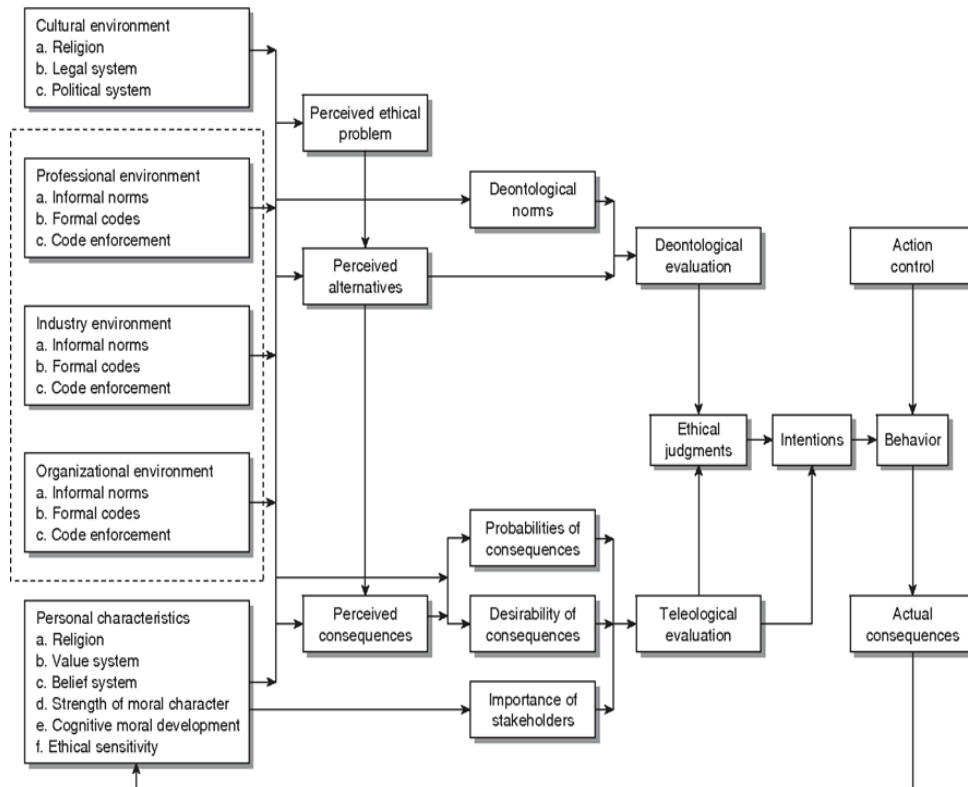 Cultural environment
a. Religion
b. Legal system
c. Political system
Perceived ethical
problem
Professional environment
a. Informal norms
b. Formal codes
c. Code enforcement
Deontological
norms
Perceived
alternatives
Deontological
evaluation
Action
control
Industry environment
a. Informal norms
b. Formal codes
c. Code enforcement
Ethical
judgments
Intentions
Behavior
Organizational environment
a. Informal norms
b. Formal codes
c. Code enforcement
Probabilities of
consequences
Personal characteristics
a. Religion
b. Value system
c. Belief system
d. Strength of moral character
e. Cognitive moral development
f. Ethical sensitivity
Perceived
consequences
Desirability of
consequences
Teleological
evaluation
Actual
consequences
Importance of
stakeholders